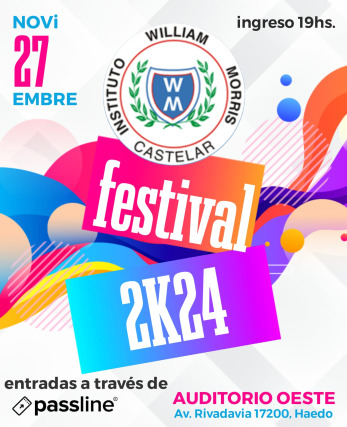 NOVi
27
EMBRE
ingreso 19hs.
INSTITUTO WILLIAM MORRIS
W
M
CASTELAR
festival
2K24
entradas a través de
passline®
AUDITORIO OESTE
Av. Rivadavia 17200, Haedo